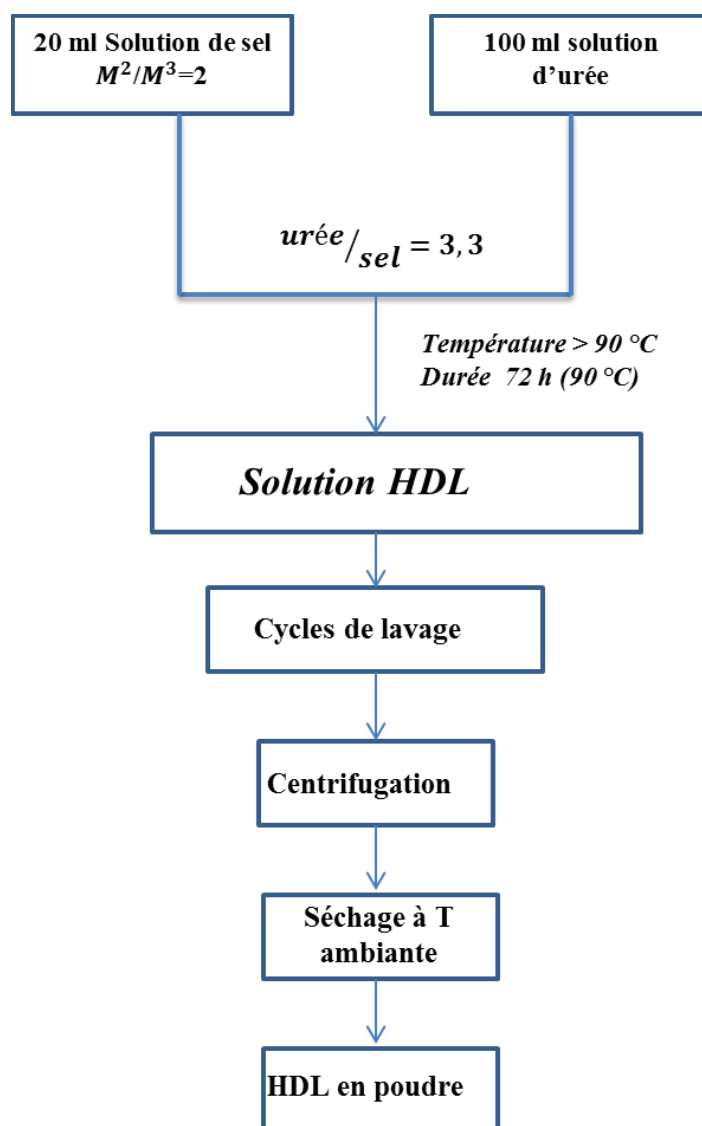 20 ml Solution de sel
M²/M³=2
100 ml solution
d’urée
urée/sel = 3,3
Température > 90 °C
Durée 72 h (90 °C)
Solution HDL
Cycles de lavage
Centrifugation
Séchage à T
ambiante
HDL en poudre